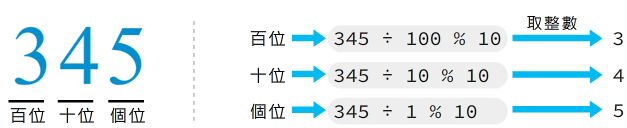 345
百位 十位 個位
取整數
百位 345 ÷ 100 % 10 3
十位 345 ÷ 10 % 10 4
個位 345 ÷ 1 % 10 5